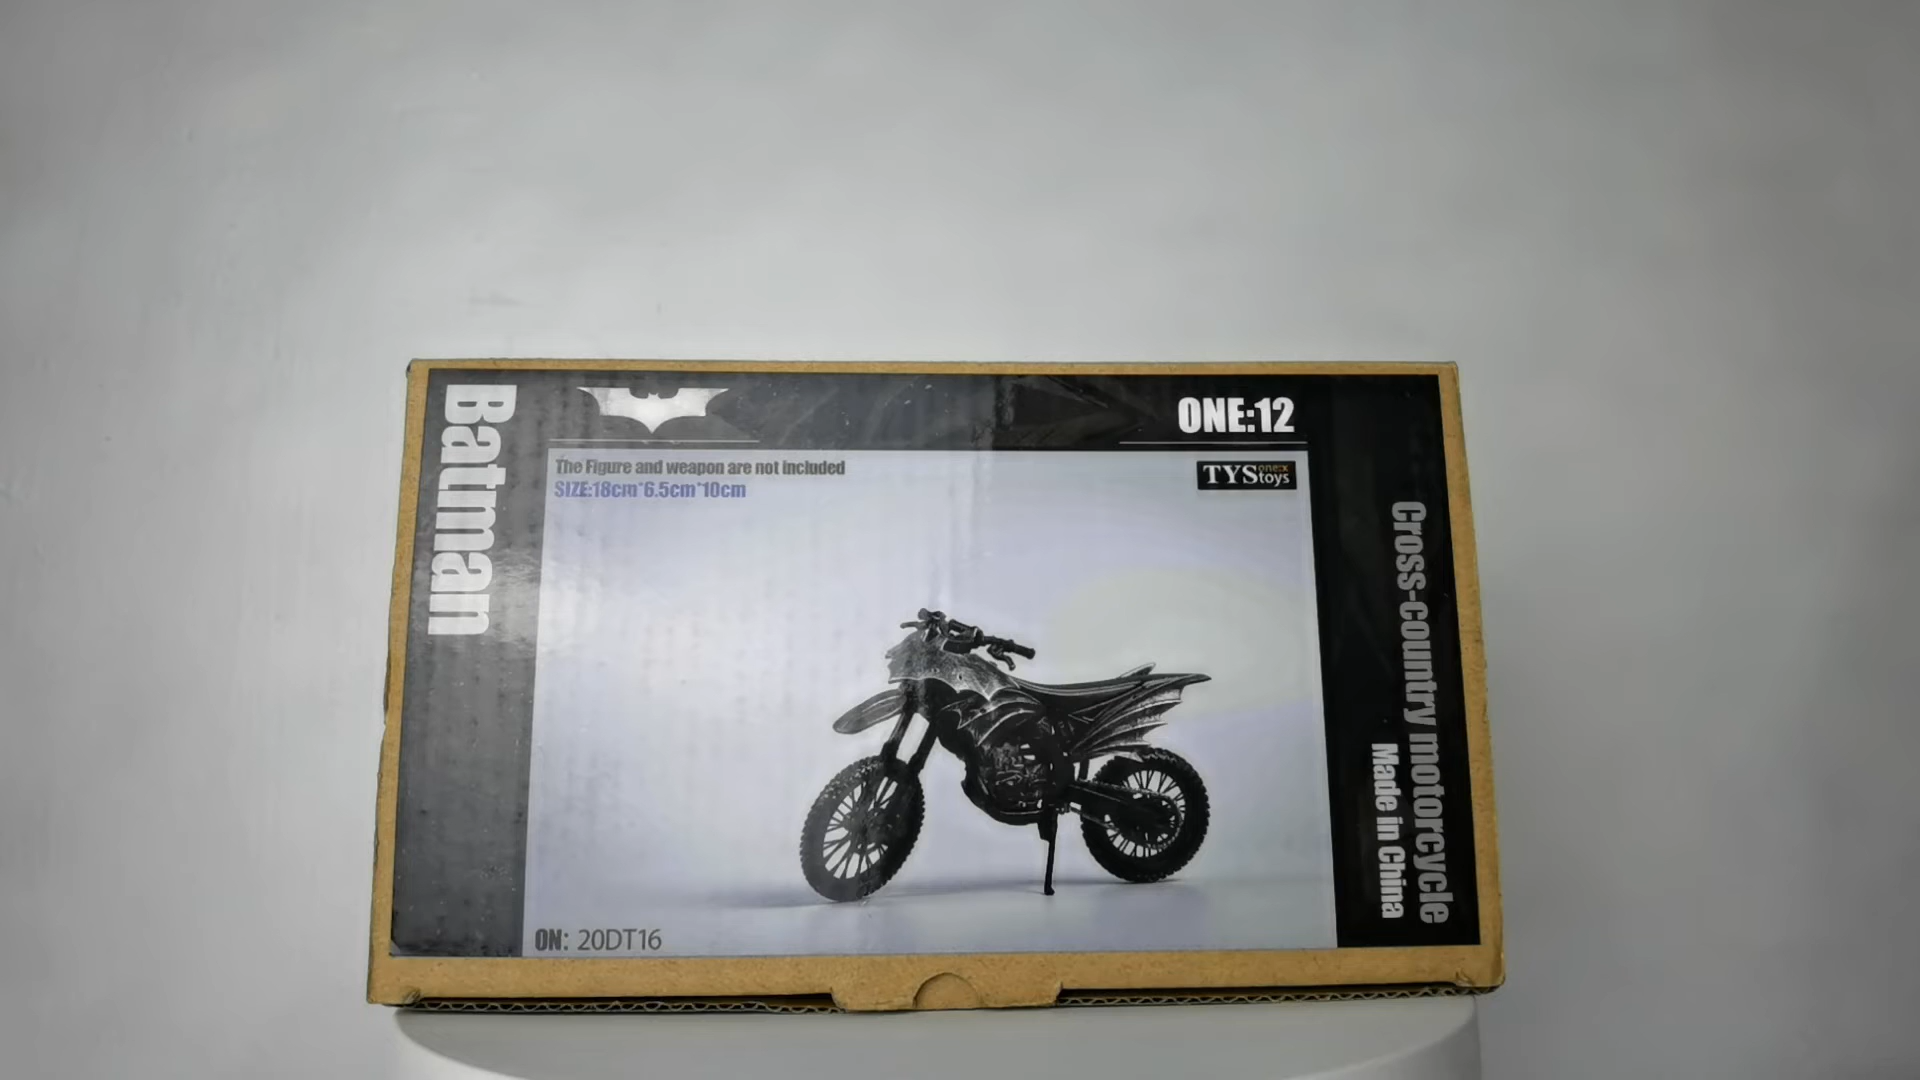 Batman
ONE:12
The Figure and weapon are not included
SIZE:18cm*6.5cm*10cm
TYS one:x toys
Cross-country motorcycle
Made in China
ON: 20DT16